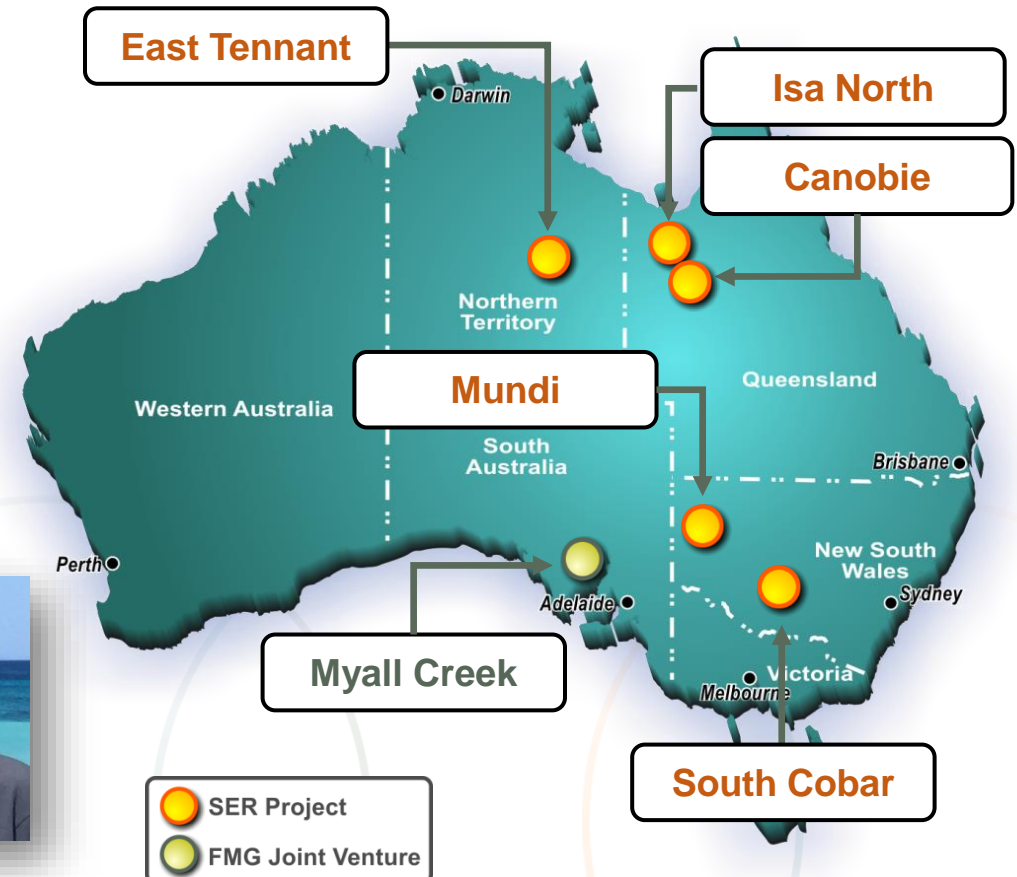 East Tennant
Darwin
Isa North
Canobie
Northern
Territory
Mundi
Queensland
Western Australia
South
Australia
Brisbane
Perth
New South
Wales
Adelaide
Sydney
Myall Creek
Victoria
Melbourne
South Cobar
SER Project
FMG Joint Venture